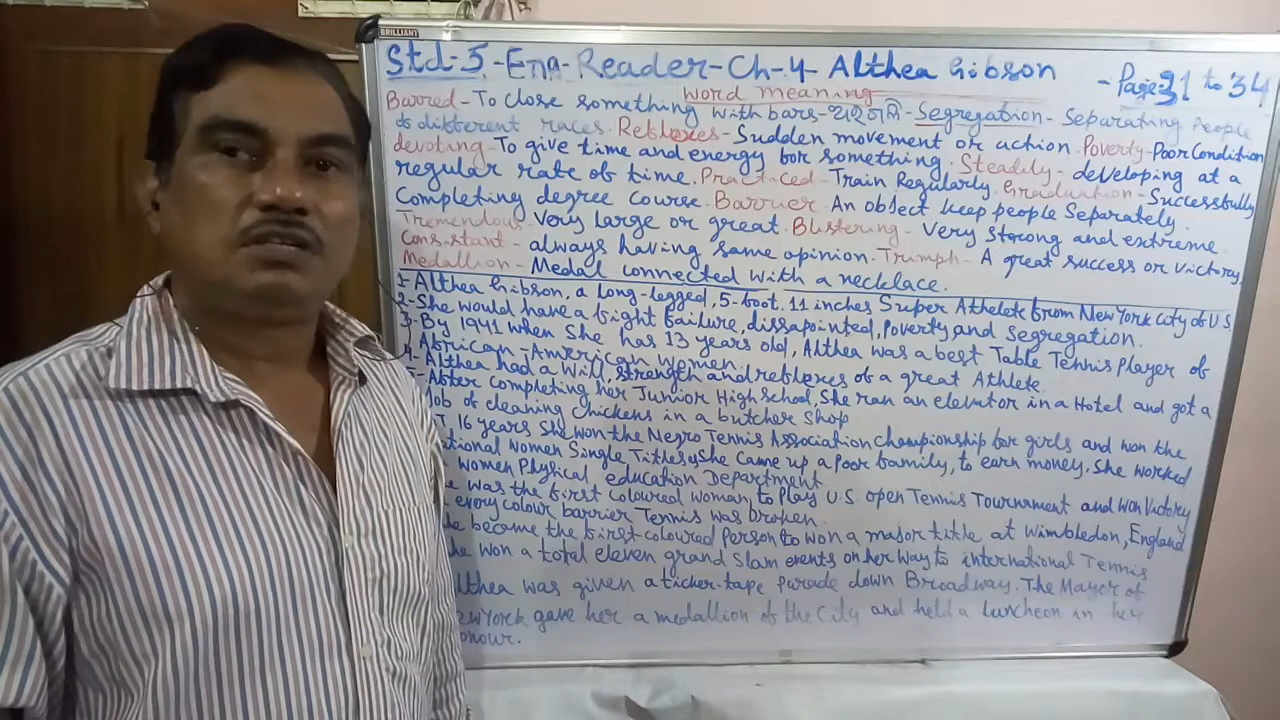 BRILLIANT
Std-5-Eng-Reader-Ch-4- Althea Gibson -Page 31 to 34
Word meaning
Barred-To close something with bars- -Segregation- Separating People
to different races. Reflexes-Sudden movement or action Poverty-Poor Condition
devoting-To give time and energy for something. Steadily- developing at a
regular rate of time. Practiced-Train Regularly. Graduation-Successfully
Completing degree course. Barrier An object keep people Separately.
Tremendous-Very large or great. Blistering- Very strong and extreme.
Constant- always having same opinion. Trumph- A great success or victory,
Medallion-Medal connected with a necklace.
1-Althea Gibson, a long-legged, 5-foot. 11 inches Super Athelete from New York City of U.S.
2-She would have a fight failure, dissapointed, Poverty, and segregation.
3-By 1941 when She has 13 years old, Althea was a best Table Tennis Player of
African-American women.
4-Althea had a Will, strength and reflexes of a great Athlete.
5-After completing her Junior High School, She ran an elevator in a Hotel and got a
Job of cleaning chickens in a butcher Shop
T 16 years She won the Negro Tennis Association Championship for girls and won the
tional women Single Titles, She came up a poor family, to earn money. She worked
women Physical education Department.
e was the first coloured woman to Play U.S. open Tennis Tournament and won victory
every colour barrier Tennis was broken.
he became the first coloured Person to won a major title at Wimbledon, England
he won a total eleven grand slam events on her way to international Tennis
lthea was given a ticker-tape parade down Broadway. The Mayor of
ew York gave her a medallion of the City and held a luncheon in her
onour.